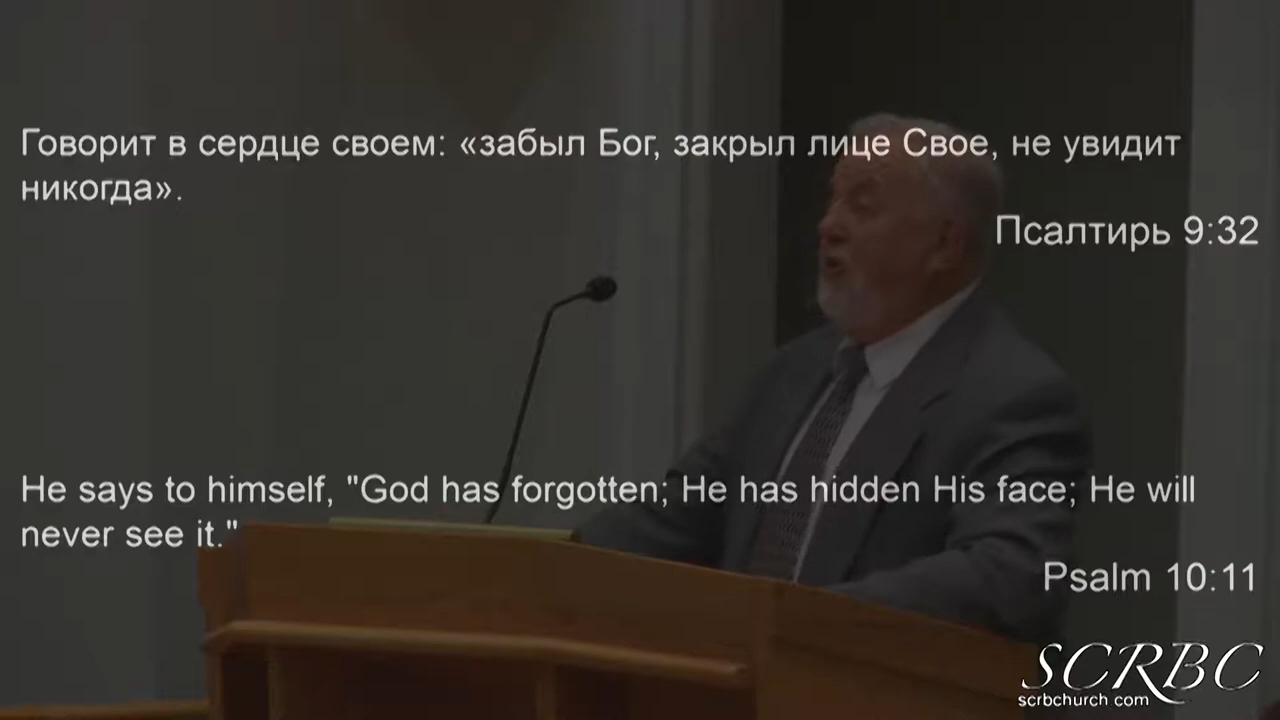 Говорит в сердце своем: «забыл Бог, закрыл лице Свое, не увидит
никогда».
Псалтирь 9:32
He says to himself, "God has forgotten; He has hidden His face; He will
never see it."
Psalm 10:11
SCRBC
scrbchurch com